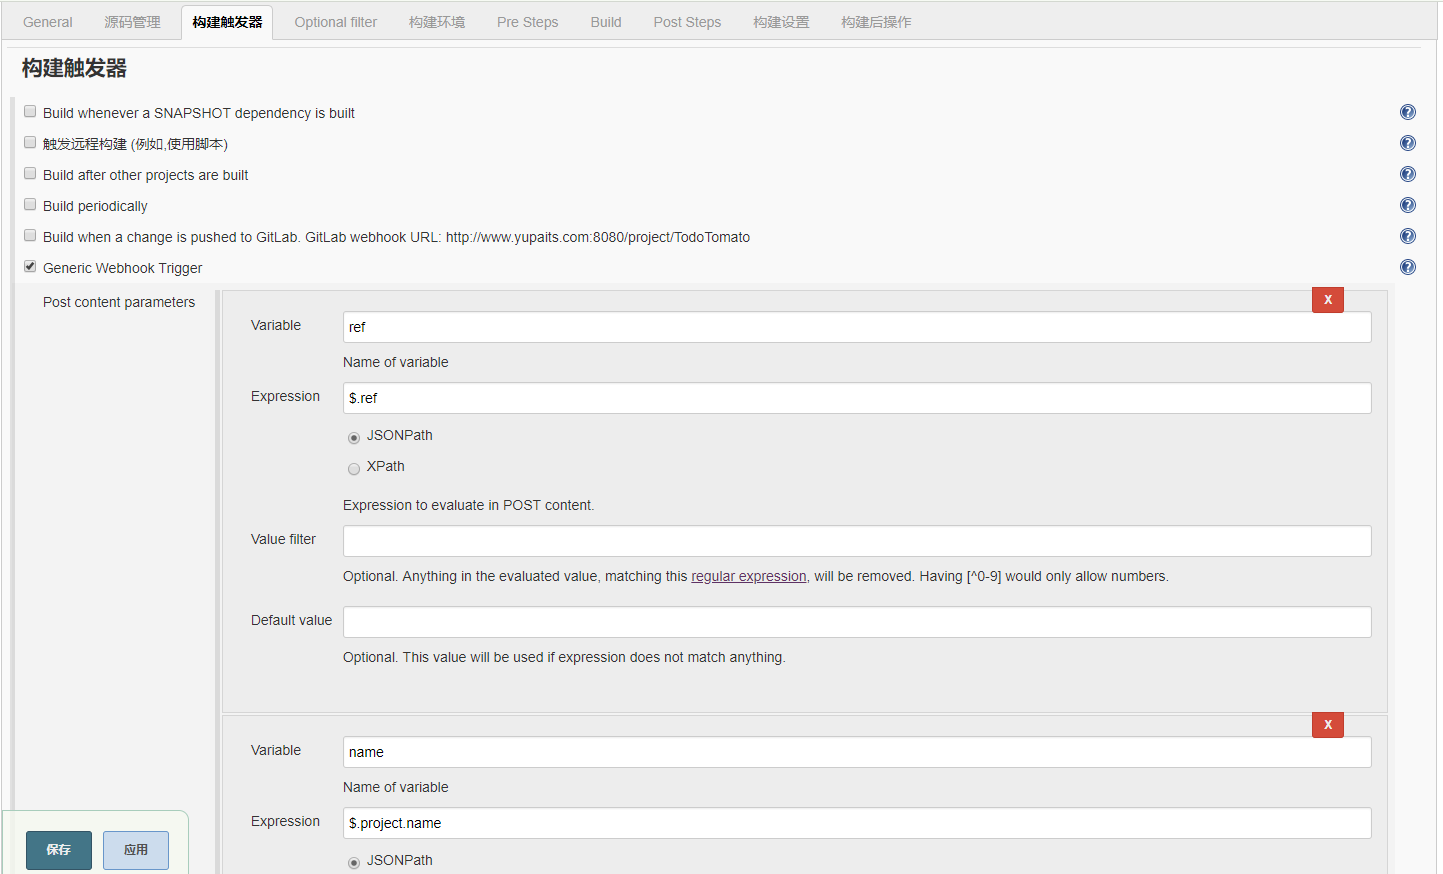 General 源码管理 构建触发器 Optional filter 构建环境 Pre Steps Build Post Steps 构建设置 构建后操作
构建触发器
Build whenever a SNAPSHOT dependency is built
触发远程构建 (例如,使用脚本)
Build after other projects are built
Build periodically
Build when a change is pushed to GitLab. GitLab webhook URL: http://www.yupaits.com:8080/project/TodoTomato
Generic Webhook Trigger
Post content parameters
X
Variable ref
Name of variable
Expression $.ref
JSONPath
XPath
Expression to evaluate in POST content.
Value filter
Optional. Anything in the evaluated value, matching this regular expression, will be removed. Having [^0-9] would only allow numbers.
Default value
Optional. This value will be used if expression does not match anything.
X
Variable name
Name of variable
Expression $.project.name
JSONPath
保存 应用